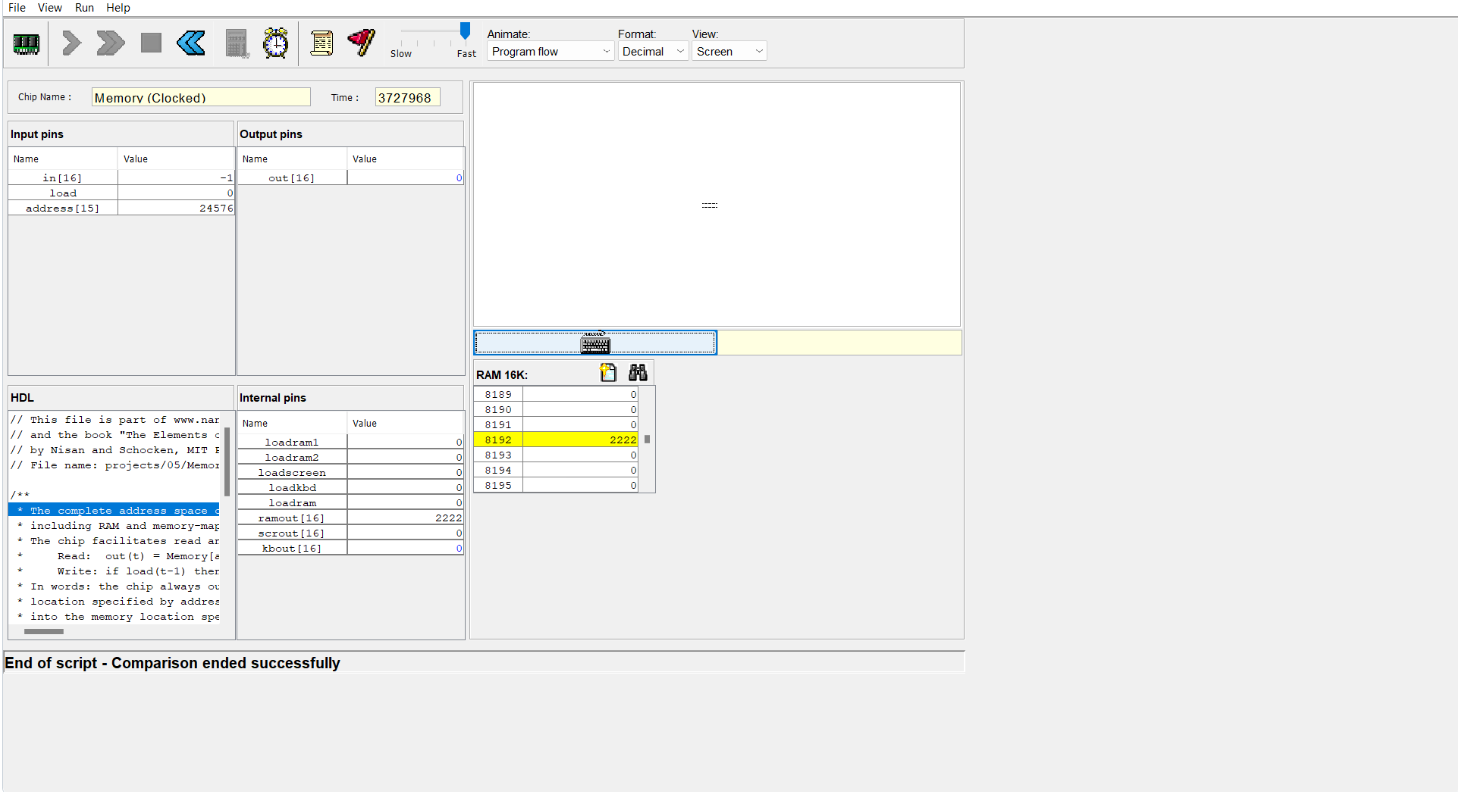 File View Run Help
Slow Fast
Animate: Format: View:
Program flow Decimal Screen
Chip Name : Memory (Clocked) Time : 3727968
Input pins
Name Value
in[16] -1
load 0
address[15] 24576
Output pins
Name Value
out[16] 0
HDL
// This file is part of www.nan
// and the book "The Elements o
// by Nisan and Schocken, MIT P
// File name: projects/05/Memor
/**
* The complete address space o
* including RAM and memory-map
* The chip facilitates read an
* Read: out(t) = Memory[a
* Write: if load(t-1) then
* In words: the chip always ou
* location specified by addres
* into the memory location spe
Internal pins
Name Value
loadram1 0
loadram2 0
loadscreen 0
loadkbd 0
loadram 0
ramout[16] 2222
scrout[16] 0
kbout[16] 0
RAM 16K:
8189 0
8190 0
8191 0
8192 2222
8193 0
8194 0
8195 0
End of script - Comparison ended successfully